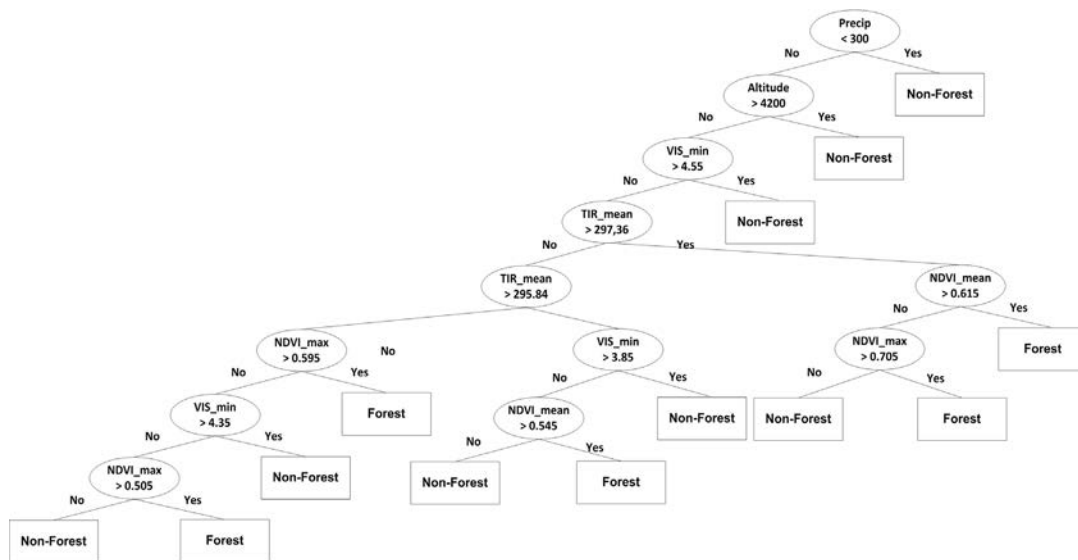 Precip
< 300
No
Yes
Altitude
> 4200
Non-Forest
No
Yes
VIS_min
> 4.55
Non-Forest
No
Yes
TIR_mean
> 297,36
Non-Forest
No
Yes
TIR_mean
> 295.84
NDVI_mean
> 0.615
No
Yes
NDVI_max
> 0.595
No
VIS_min
> 3.85
NDVI_max
> 0.705
Forest
No
Yes
No
Yes
No
Yes
VIS_min
> 4.35
Forest
NDVI_mean
> 0.545
Non-Forest
Non-Forest
Forest
No
Yes
No
Yes
NDVI_max
> 0.505
Non-Forest
Non-Forest
Forest
No
Yes
Non-Forest
Forest